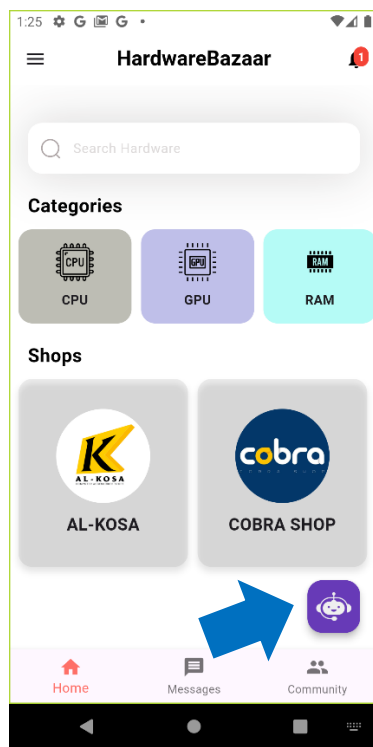 1:25 G G
HardwareBazaar
1
Search Hardware
Categories
CPU GPU RAM
CPU GPU RAM
Shops
K cobra
AL-KOSA
AL-KOSA COBRA SHOP
Home Messages Community